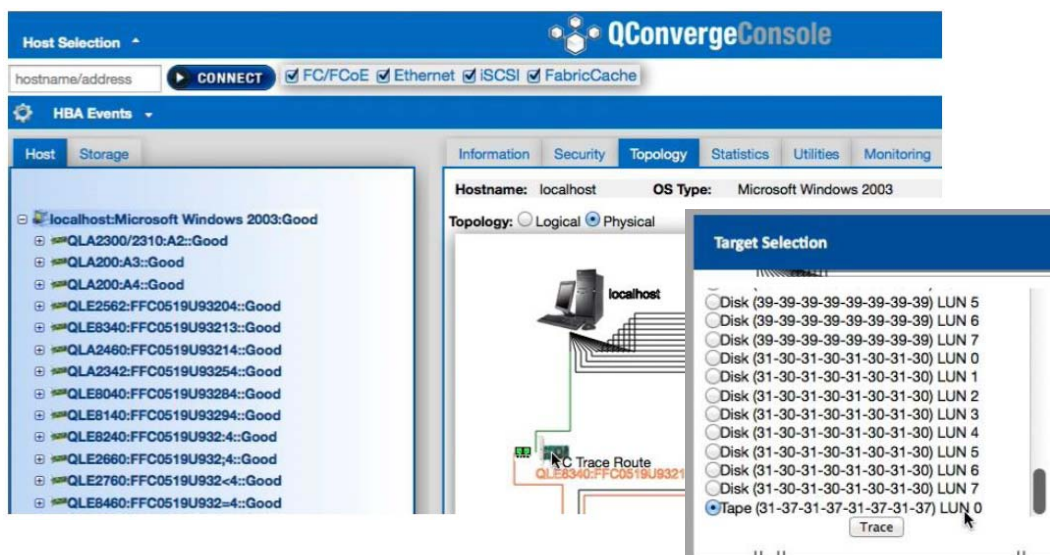 QConvergeConsole
Host Selection
hostname/address
CONNECT
FC/FCoE
Ethernet
iSCSI
FabricCache
HBA Events
Host
Storage
localhost:Microsoft Windows 2003:Good
QLA2300/2310:A2::Good
QLA200:A3::Good
QLA200:A4::Good
QLE2562:FFC0519U93204::Good
QLE8340:FFC0519U93213::Good
QLA2460:FFC0519U93214::Good
QLA2342:FFC0519U93254::Good
QLE8040:FFC0519U93284::Good
QLE8140:FFC0519U93294::Good
QLE8240:FFC0519U932:4::Good
QLE2660:FFC0519U932;4::Good
QLE2760:FFC0519U932<4::Good
QLE8460:FFC0519U932=4::Good
Information
Security
Topology
Statistics
Utilities
Monitoring
Hostname: localhost
OS Type: Microsoft Windows 2003
Topology: Logical Physical
localhost
C Trace Route
QLE8340:FFC0519U9321
Target Selection
Disk (39-39-39-39-39-39-39-39) LUN 5
Disk (39-39-39-39-39-39-39-39) LUN 6
Disk (39-39-39-39-39-39-39-39) LUN 7
Disk (31-30-31-30-31-30-31-30) LUN 0
Disk (31-30-31-30-31-30-31-30) LUN 1
Disk (31-30-31-30-31-30-31-30) LUN 2
Disk (31-30-31-30-31-30-31-30) LUN 3
Disk (31-30-31-30-31-30-31-30) LUN 4
Disk (31-30-31-30-31-30-31-30) LUN 5
Disk (31-30-31-30-31-30-31-30) LUN 6
Disk (31-30-31-30-31-30-31-30) LUN 7
Tape (31-37-31-37-31-37-31-37) LUN 0
Trace